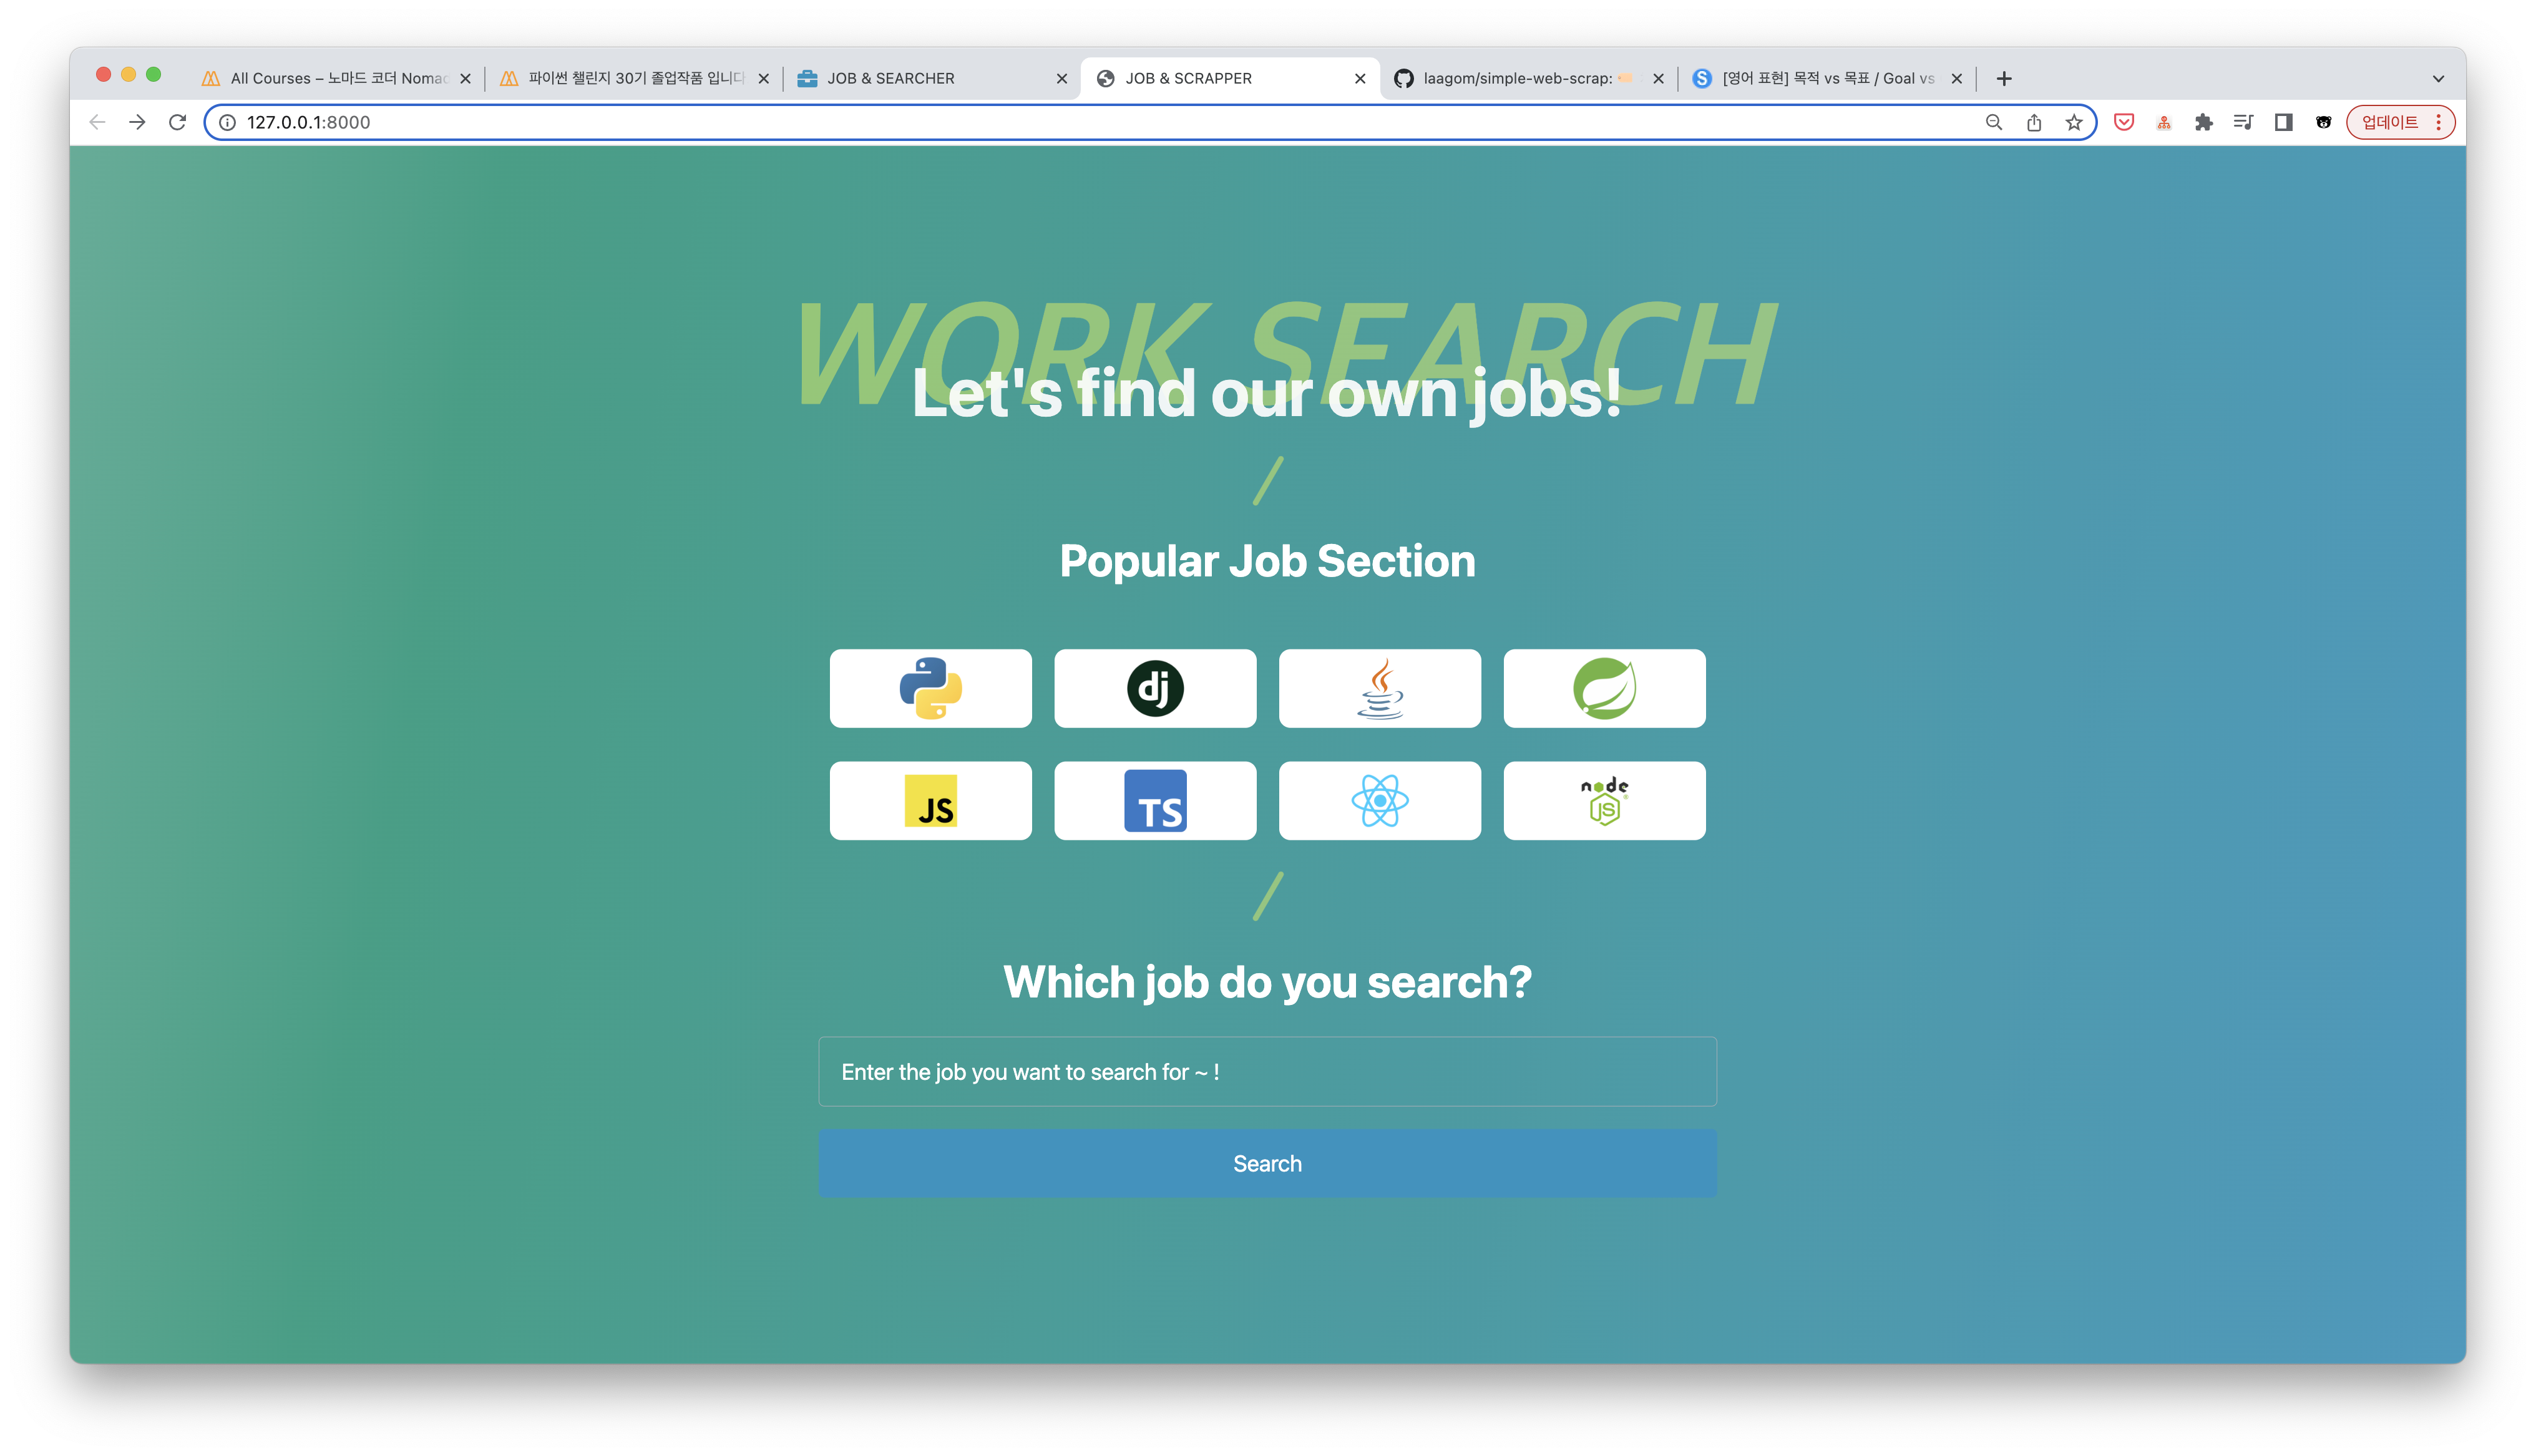 All Courses – 노마드 코더 Nomad
파이썬 챌린지 30기 졸업작품 입니다
JOB & SEARCHER
JOB & SCRAPPER
laagom/simple-web-scrap:
[영어 표현] 목적 vs 목표 / Goal vs
127.0.0.1:8000
업데이트
WORK SEARCH
Let's find our own jobs!
Popular Job Section
dj
JS
TS
node
JS
Which job do you search?
Enter the job you want to search for ~ !
Search